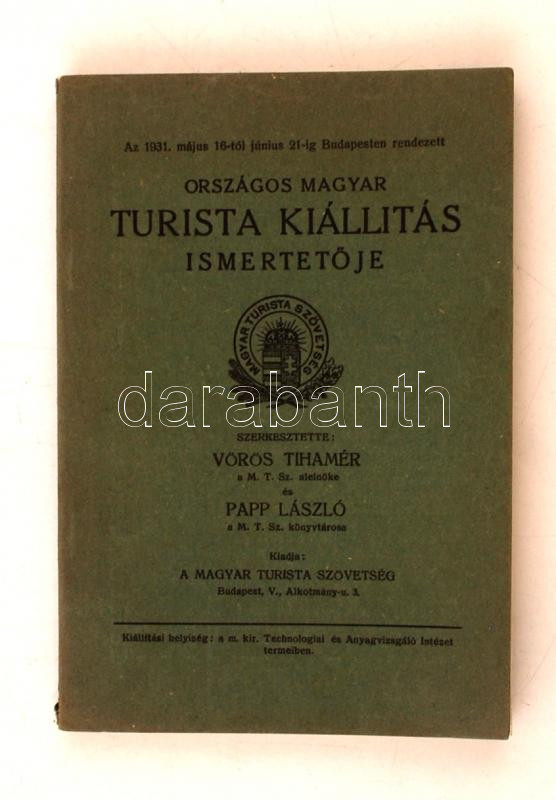 Az 1931. május 16-tól június 21-ig Budapesten rendezett
ORSZÁGOS MAGYAR
TURISTA KIÁLLITÁS
ISMERTETŐJE
MAGYAR TURISTA SZÖVETSÉG
darabanth
SZERKESZTETTE:
VÖRÖS TIHAMÉR
a M. T. Sz. alelnöke
és
PAPP LÁSZLÓ
a M. T. Sz. könyvtárosa
Kiadja:
A MAGYAR TURISTA SZÖVETSÉG
Budapest, V., Alkotmány-u. 3.
Kiállítási helyiség: a m. kir. Technologiai és Anyagvizsgáló Intézet
termeiben.